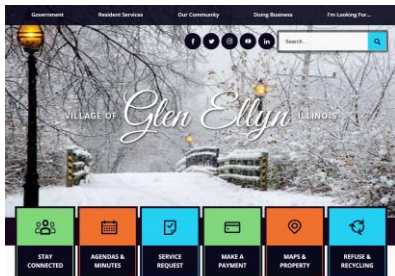 Government Resident Services Our Community Doing Business I'm Looking For...
Search...
VILLAGE OF Glen Ellyn ILLINOIS
STAY CONNECTED
AGENDAS & MINUTES
SERVICE REQUEST
MAKE A PAYMENT
MAPS & PROPERTY
REFUSE & RECYCLING